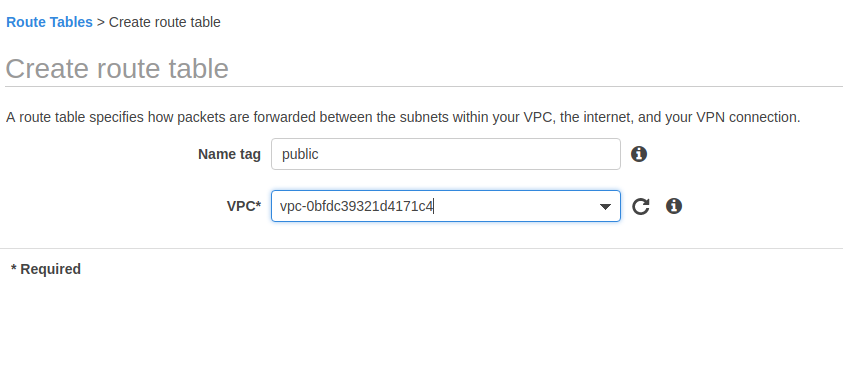 Route Tables > Create route table
Create route table
A route table specifies how packets are forwarded between the subnets within your VPC, the internet, and your VPN connection.
Name tag public
VPC* vpc-0bfdc39321d4171c4
* Required